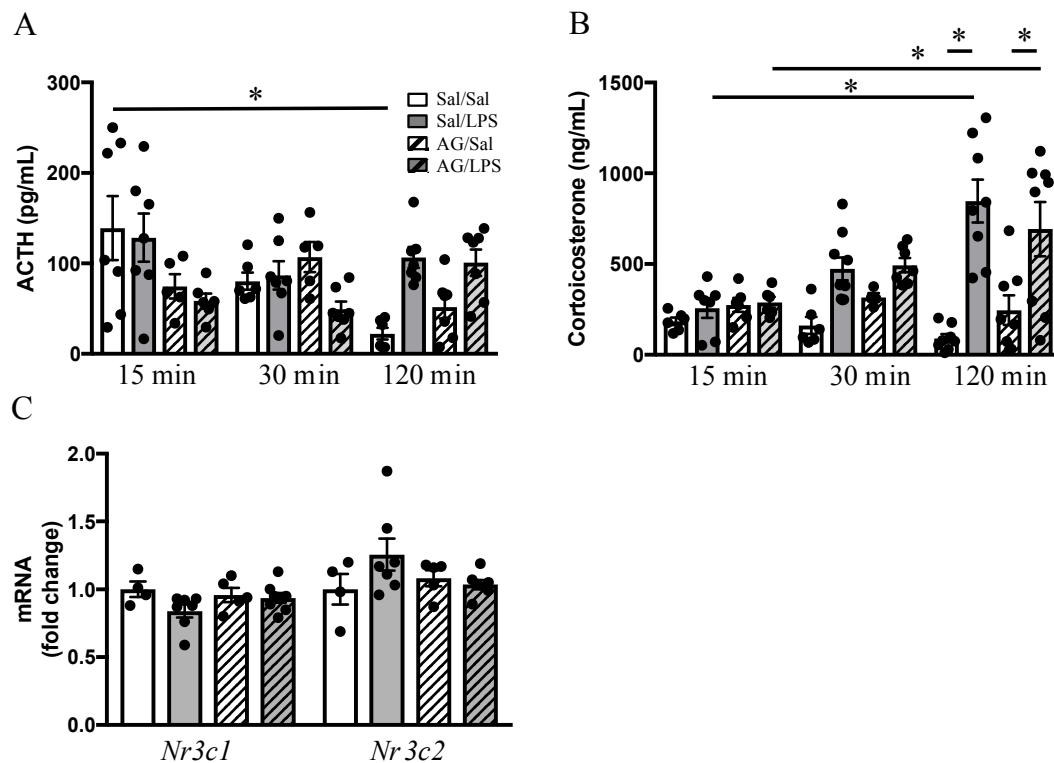 A
ACTH (pg/mL)
300
200
100
0
*
Sal/Sal
Sal/LPS
AG/Sal
AG/LPS
15 min
30 min
120 min
B
Cortoicosterone (ng/mL)
1500
1000
500
0
* *
*
*
15 min
30 min
120 min
C
mRNA
(fold change)
2.0
1.5
1.0
0.5
0.0
Nr3c1
Nr3c2